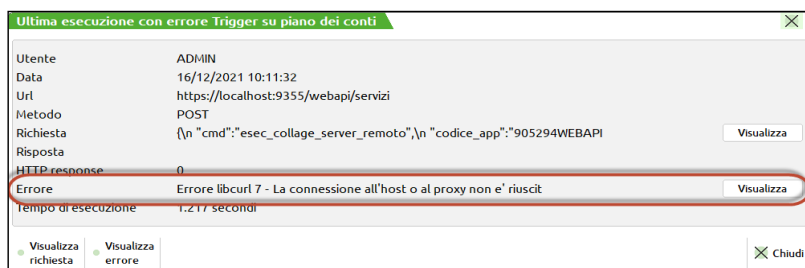 Ultima esecuzione con errore Trigger su piano dei conti
Utente ADMIN
Data 16/12/2021 10:11:32
Url https://localhost:9355/webapi/servizi
Metodo POST
Richiesta {\n "cmd":"esec_collage_server_remoto",\n "codice_app":"905294WEBAPI Visualizza
Risposta
HTTP response 0
Errore Errore libcurl 7 - La connessione all'host o al proxy non e' riuscit Visualizza
Tempo di esecuzione 1.217 secondi
Visualizza richiesta Visualizza errore Chiudi